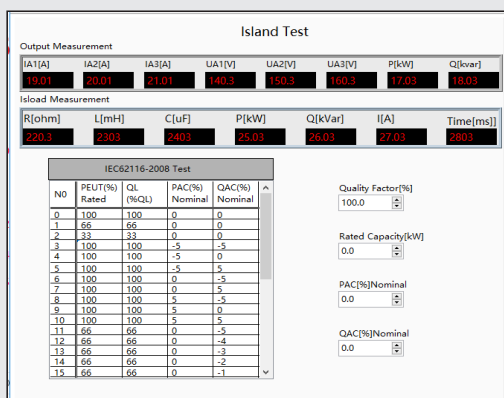 Island Test
Output Measurement
IA1[A] IA2[A] IA3[A] UA1[V] UA2[V] UA3[V] P[kW] Q[kvar]
19.01 20.01 21.01 140.3 150.3 160.3 17.03 18.03
Isload Measurement
R[ohm] L[mH] C[uF] P[kW] Q[kVar] I[A] Time[ms]]
220.3 2303 2403 25.03 26.03 27.03 2803
IEC62116-2008 Test
N0 PEUT(%) Rated QL (%QL) PAC(%) Nominal QAC(%) Nominal
0 100 100 0 0
1 66 66 0 0
2 33 33 0 0
3 100 100 -5 -5
4 100 100 -5 0
5 100 100 -5 5
6 100 100 0 -5
7 100 100 0 5
8 100 100 5 -5
9 100 100 5 0
10 100 100 5 5
11 66 66 0 -5
12 66 66 0 -4
13 66 66 0 -3
14 66 66 0 -2
15 66 66 0 -1
Quality Factor[%]
100.0
Rated Capacity[kW]
0.0
PAC[%]Nominal
0.0
QAC[%]Nominal
0.0